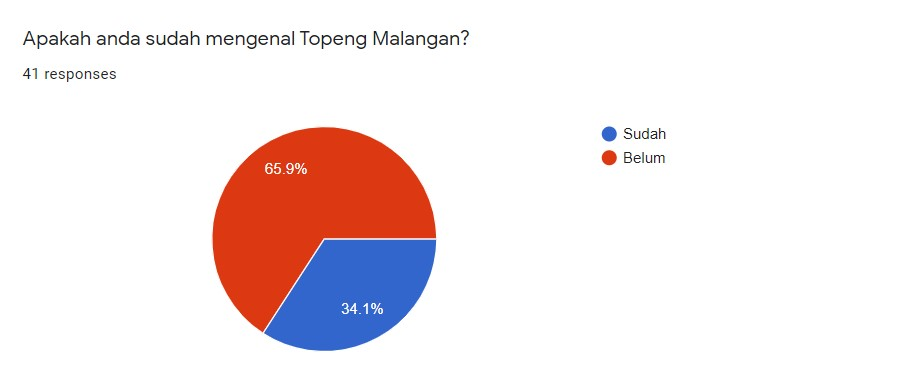 Apakah anda sudah mengenal Topeng Malangan?
41 responses
Sudah
Belum
65.9%
34.1%